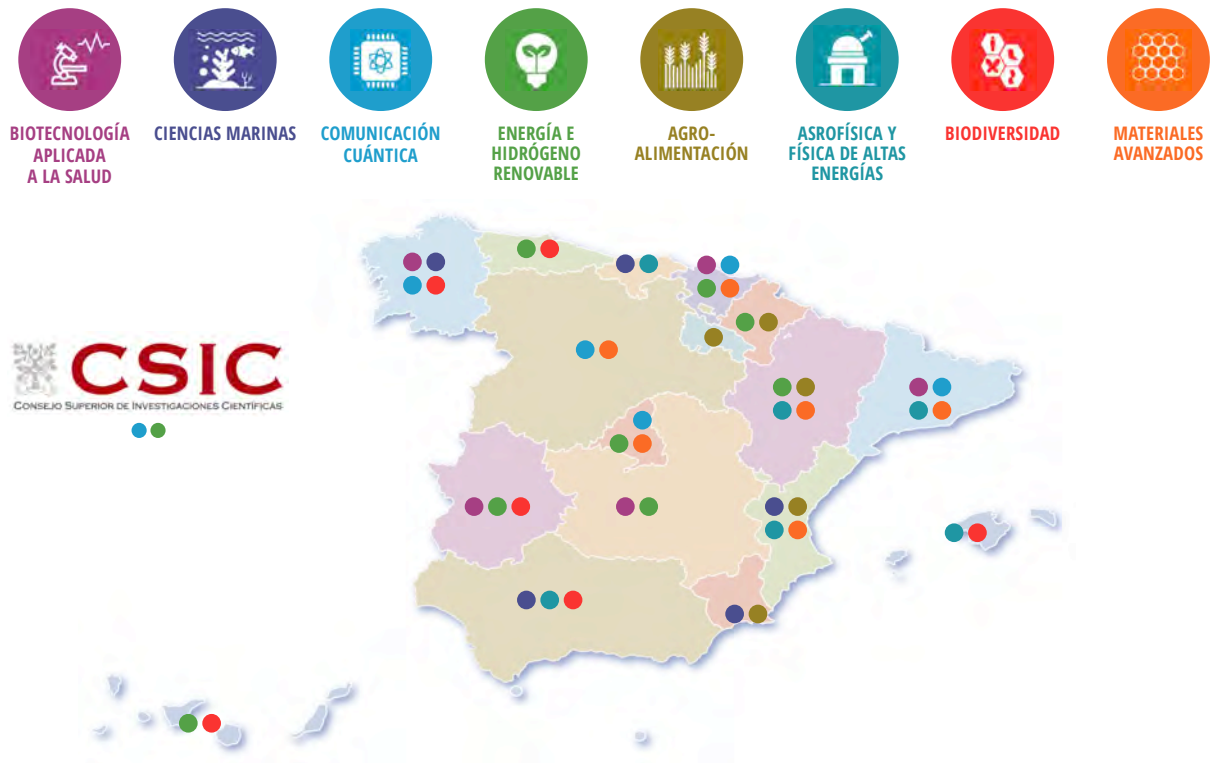 BIOTECNOLOGÍA
APLICADA
A LA SALUD
CIENCIAS MARINAS
COMUNICACIÓN
CUÁNTICA
ENERGÍA E
HIDRÓGENO
RENOVABLE
AGRO-
ALIMENTACIÓN
ASROFÍSICA Y
FÍSICA DE ALTAS
ENERGÍAS
BIODIVERSIDAD
MATERIALES
AVANZADOS
CSIC
CONSEJO SUPERIOR DE INVESTIGACIONES CIENTÍFICAS